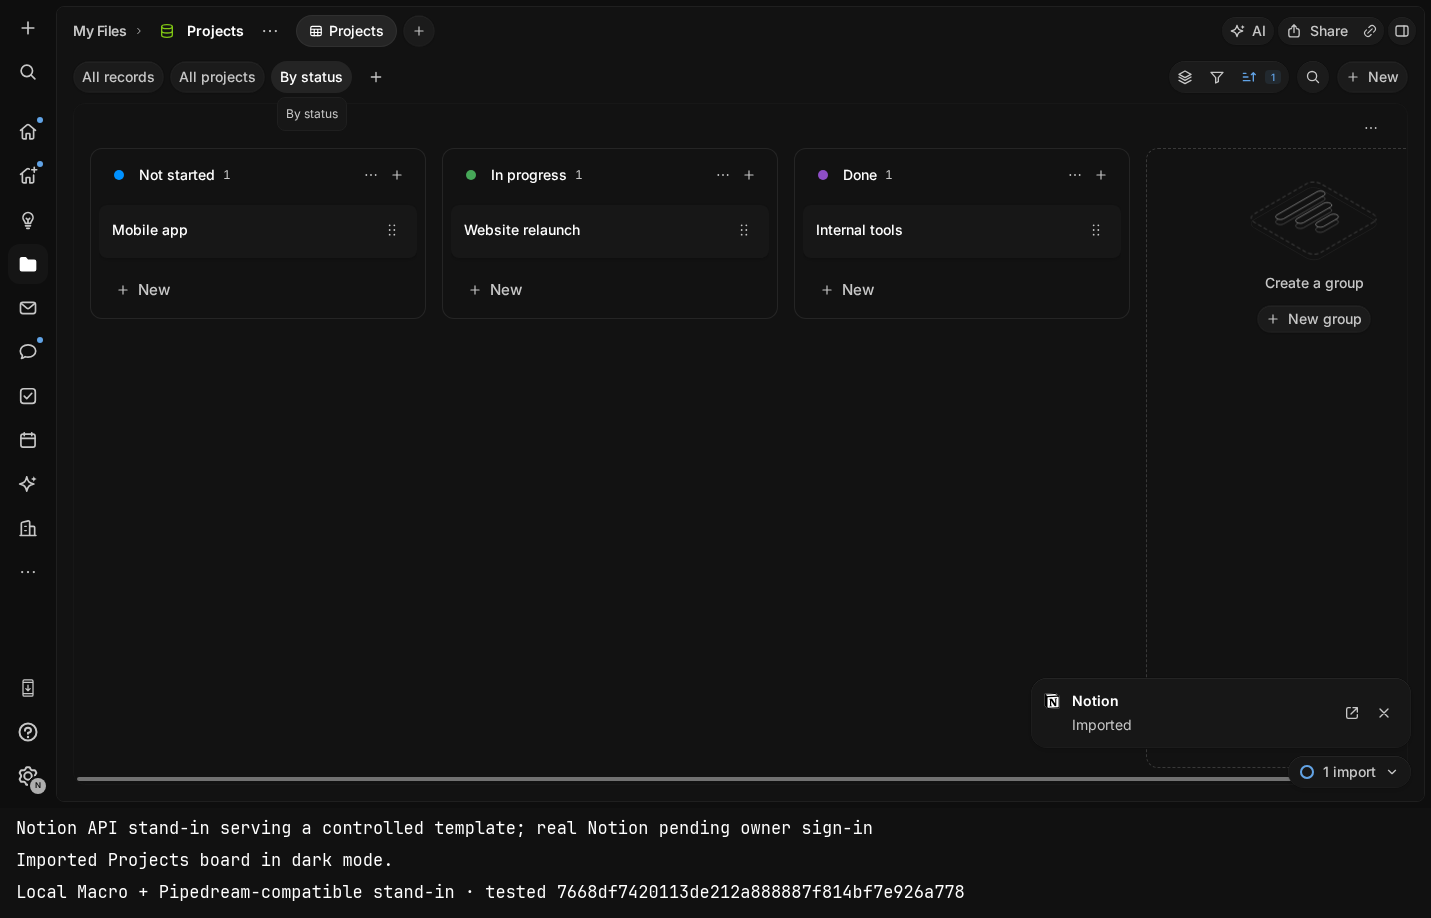 My Files › Projects ··· Projects +
AI Share
All records All projects By status +
1 New
By status
Not started 1
In progress 1
Done 1
Mobile app
Website relaunch
Internal tools
New
New
New
Create a group
New group
Notion
Imported
1 import
N
Notion API stand-in serving a controlled template; real Notion pending owner sign-in
Imported Projects board in dark mode.
Local Macro + Pipedream-compatible stand-in · tested 7668df7420113de212a888887f814bf7e926a778